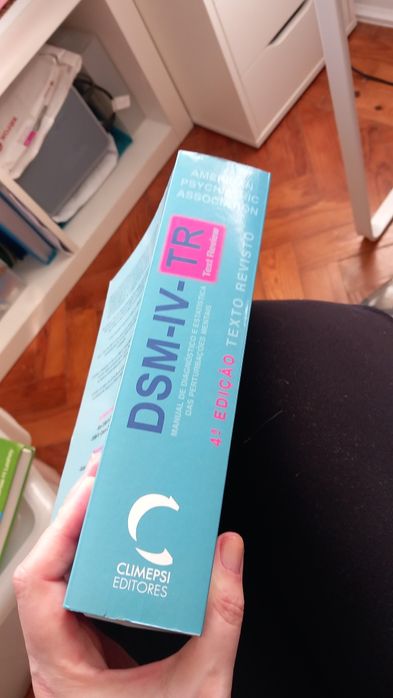 AMERICAN
PSYCHIATRIC
ASSOCIATION
DSM-IV-TR
Text Review
MANUAL DE DIAGNÓSTICO E ESTATÍSTICA
DAS PERTURBAÇÕES MENTAIS
4ª EDIÇÃO TEXTO REVISTO
CLIMEPSI
EDITORES